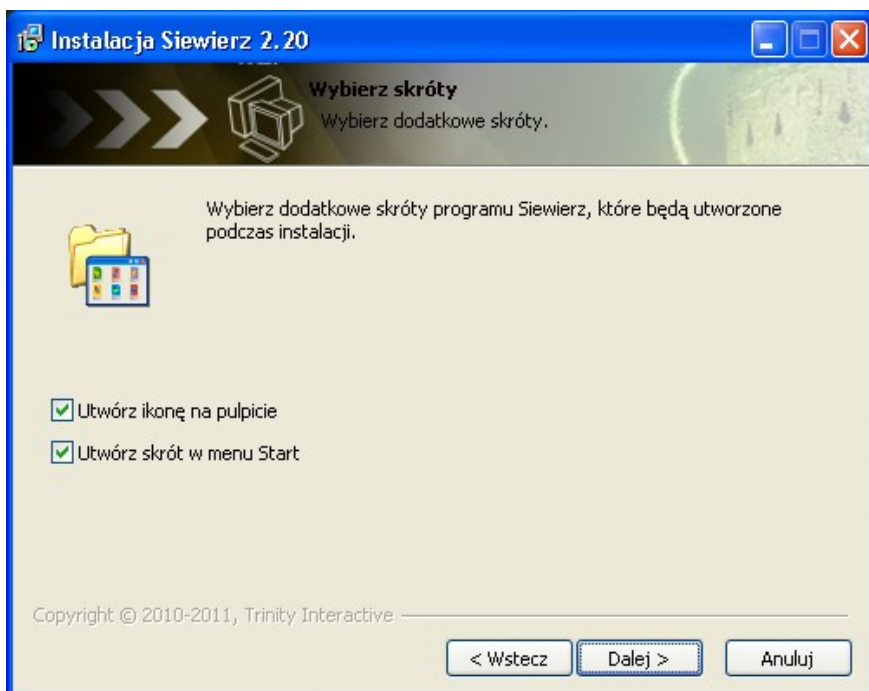 Instalacja Siewierz 2.20
Wybierz skróty
Wybierz dodatkowe skróty.
Wybierz dodatkowe skróty programu Siewierz, które będą utworzone
podczas instalacji.
Utwórz ikonę na pulpicie
Utwórz skrót w menu Start
Copyright © 2010-2011, Trinity Interactive
< Wstecz
Dalej >
Anuluj